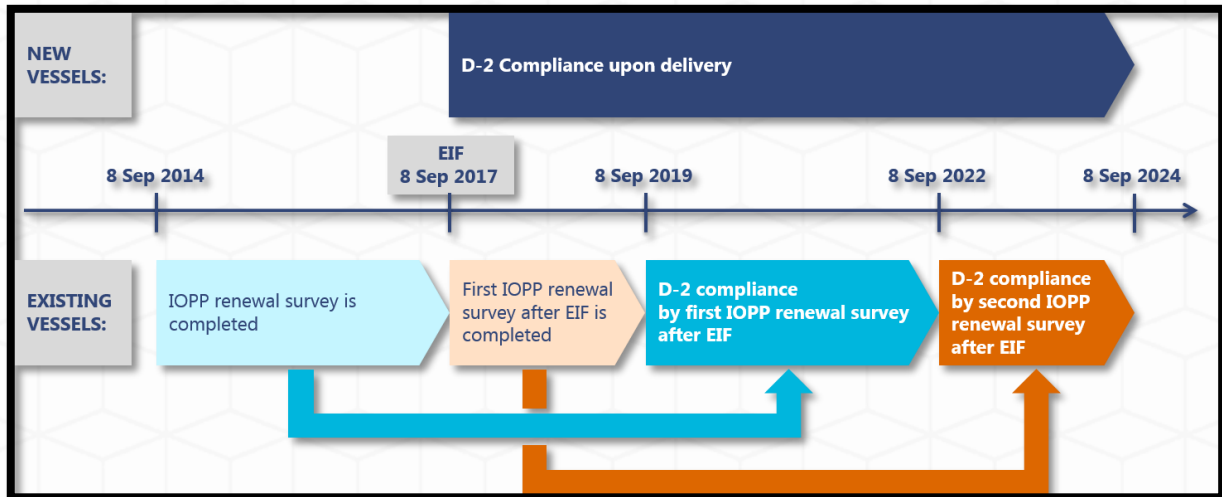 NEW
VESSELS:
D-2 Compliance upon delivery
8 Sep 2014
EIF
8 Sep 2017
8 Sep 2019
8 Sep 2022
8 Sep 2024
EXISTING
VESSELS:
IOPP renewal survey is
completed
First IOPP renewal
survey after EIF is
completed
D-2 compliance
by first IOPP renewal survey
after EIF
D-2 compliance
by second IOPP
renewal survey
after EIF